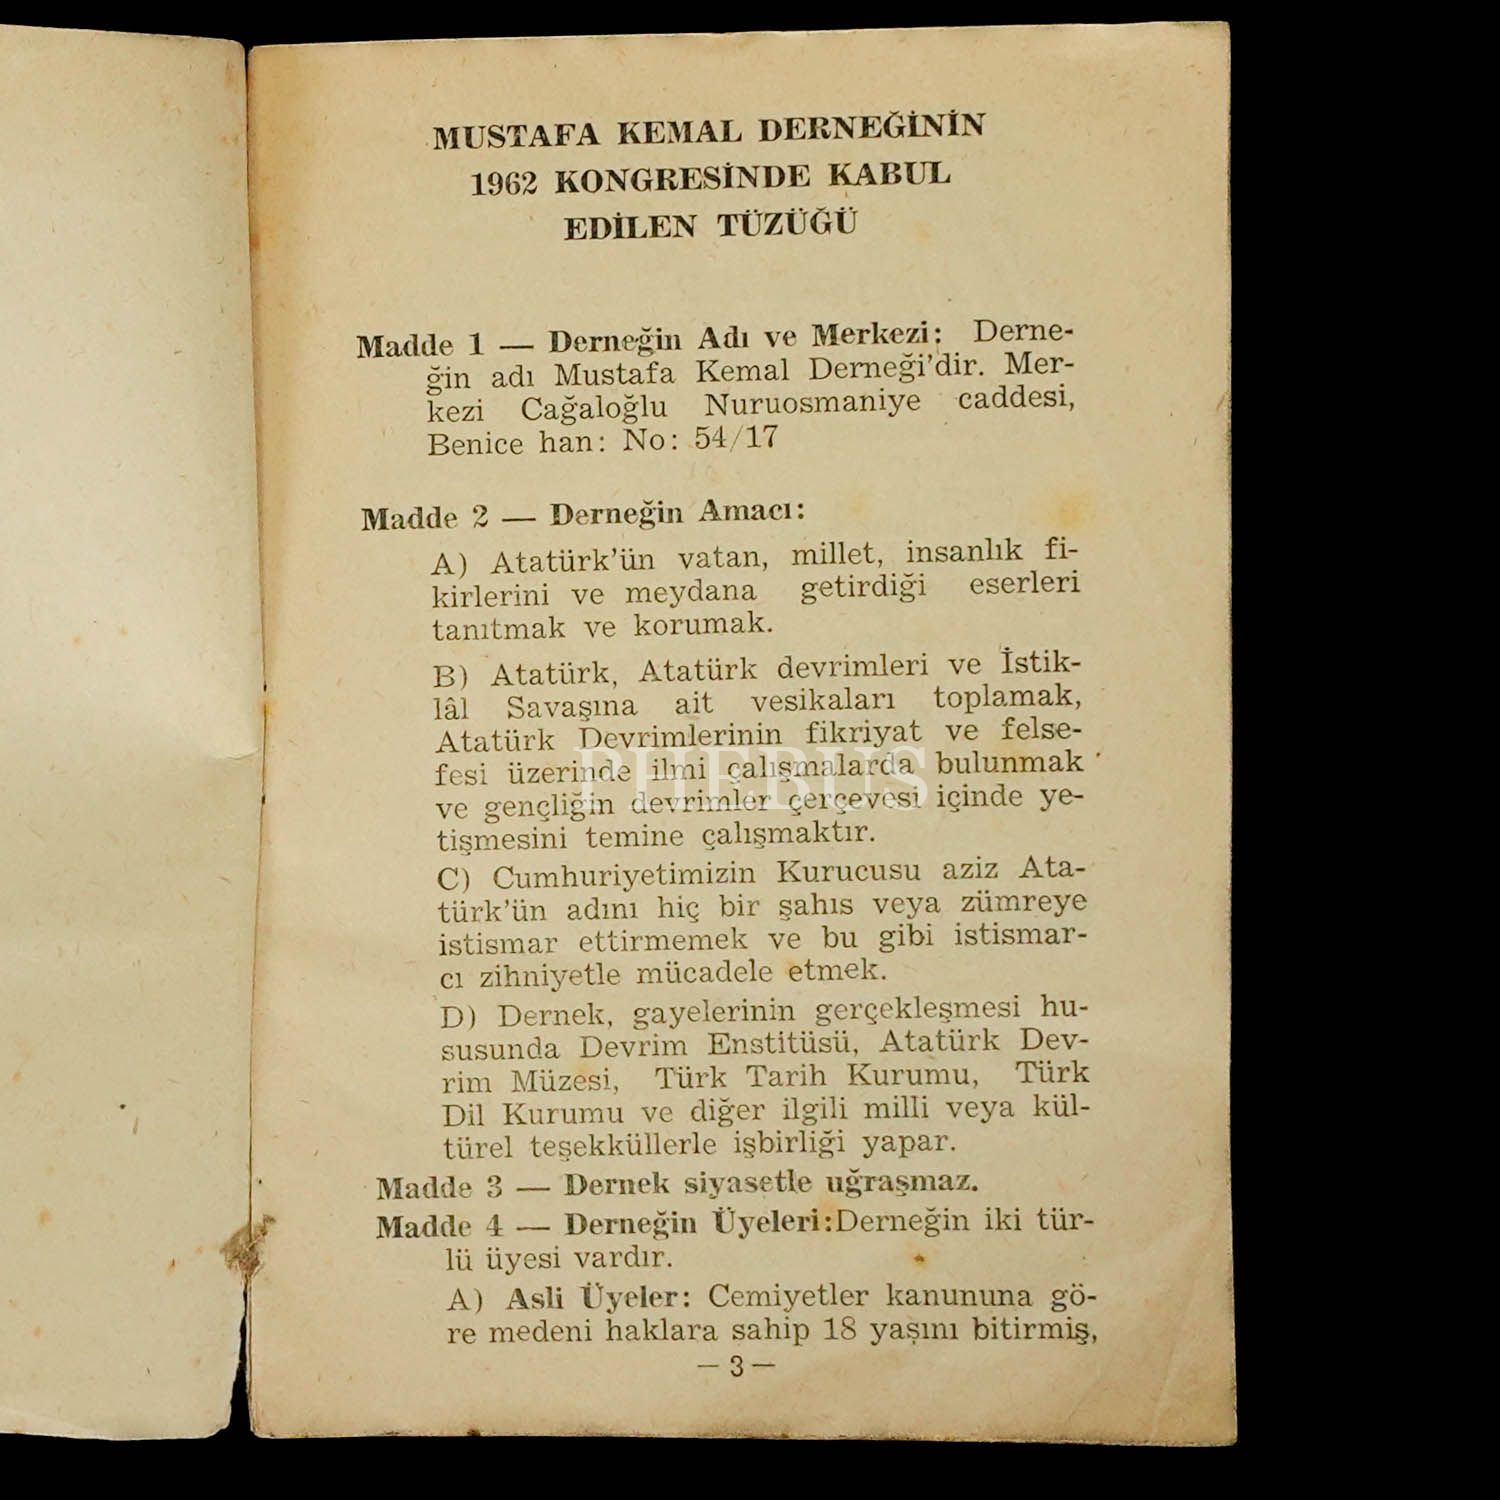 MUSTAFA KEMAL DERNEĞİNİN
1962 KONGRESİNDE KABUL
EDİLEN TÜZÜĞÜ
Madde 1 — Derneğin Adı ve Merkezi: Derne-
ğin adı Mustafa Kemal Derneği'dir. Mer-
kezi Cağaloğlu Nuruosmaniye caddesi,
Benice han: No: 54/17
Madde 2 — Derneğin Amacı:
A) Atatürk'ün vatan, millet, insanlık fi-
kirlerini ve meydana getirdiği eserleri
tanıtmak ve korumak.
B) Atatürk, Atatürk devrimleri ve İstik-
lâl Savaşına ait vesikaları toplamak,
Atatürk Devrimlerinin fikriyat ve felse-
fesi üzerinde ilmi çalışmalarda bulunmak
ve gençliğin devrimler çerçevesi içinde ye-
tişmesini temine çalışmaktır.
C) Cumhuriyetimizin Kurucusu aziz Ata-
türk'ün adını hiç bir şahıs veya zümreye
istismar ettirmemek ve bu gibi istismar-
cı zihniyetle mücadele etmek.
D) Dernek, gayelerinin gerçekleşmesi hu-
susunda Devrim Enstitüsü, Atatürk Dev-
rim Müzesi, Türk Tarih Kurumu, Türk
Dil Kurumu ve diğer ilgili milli veya kül-
türel teşekküllerle işbirliği yapar.
Madde 3 — Dernek siyasetle uğraşmaz.
Madde 4 — Derneğin Üyeleri:Derneğin iki tür-
lü üyesi vardır.
A) Asli Üyeler: Cemiyetler kanununa gö-
re medeni haklara sahip 18 yaşını bitirmiş,
— 3 —
PHEBUS